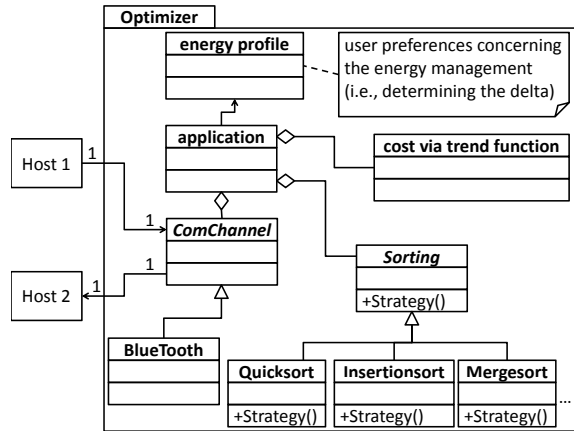 Optimizer
energy profile
user preferences concerning
the energy management
(i.e., determining the delta)
application
cost via trend function
Host 1
1
1
ComChannel
Sorting
1
Host 2
1
+Strategy()
BlueTooth
Quicksort
Insertionsort
Mergesort
...
+Strategy()
+Strategy()
+Strategy()